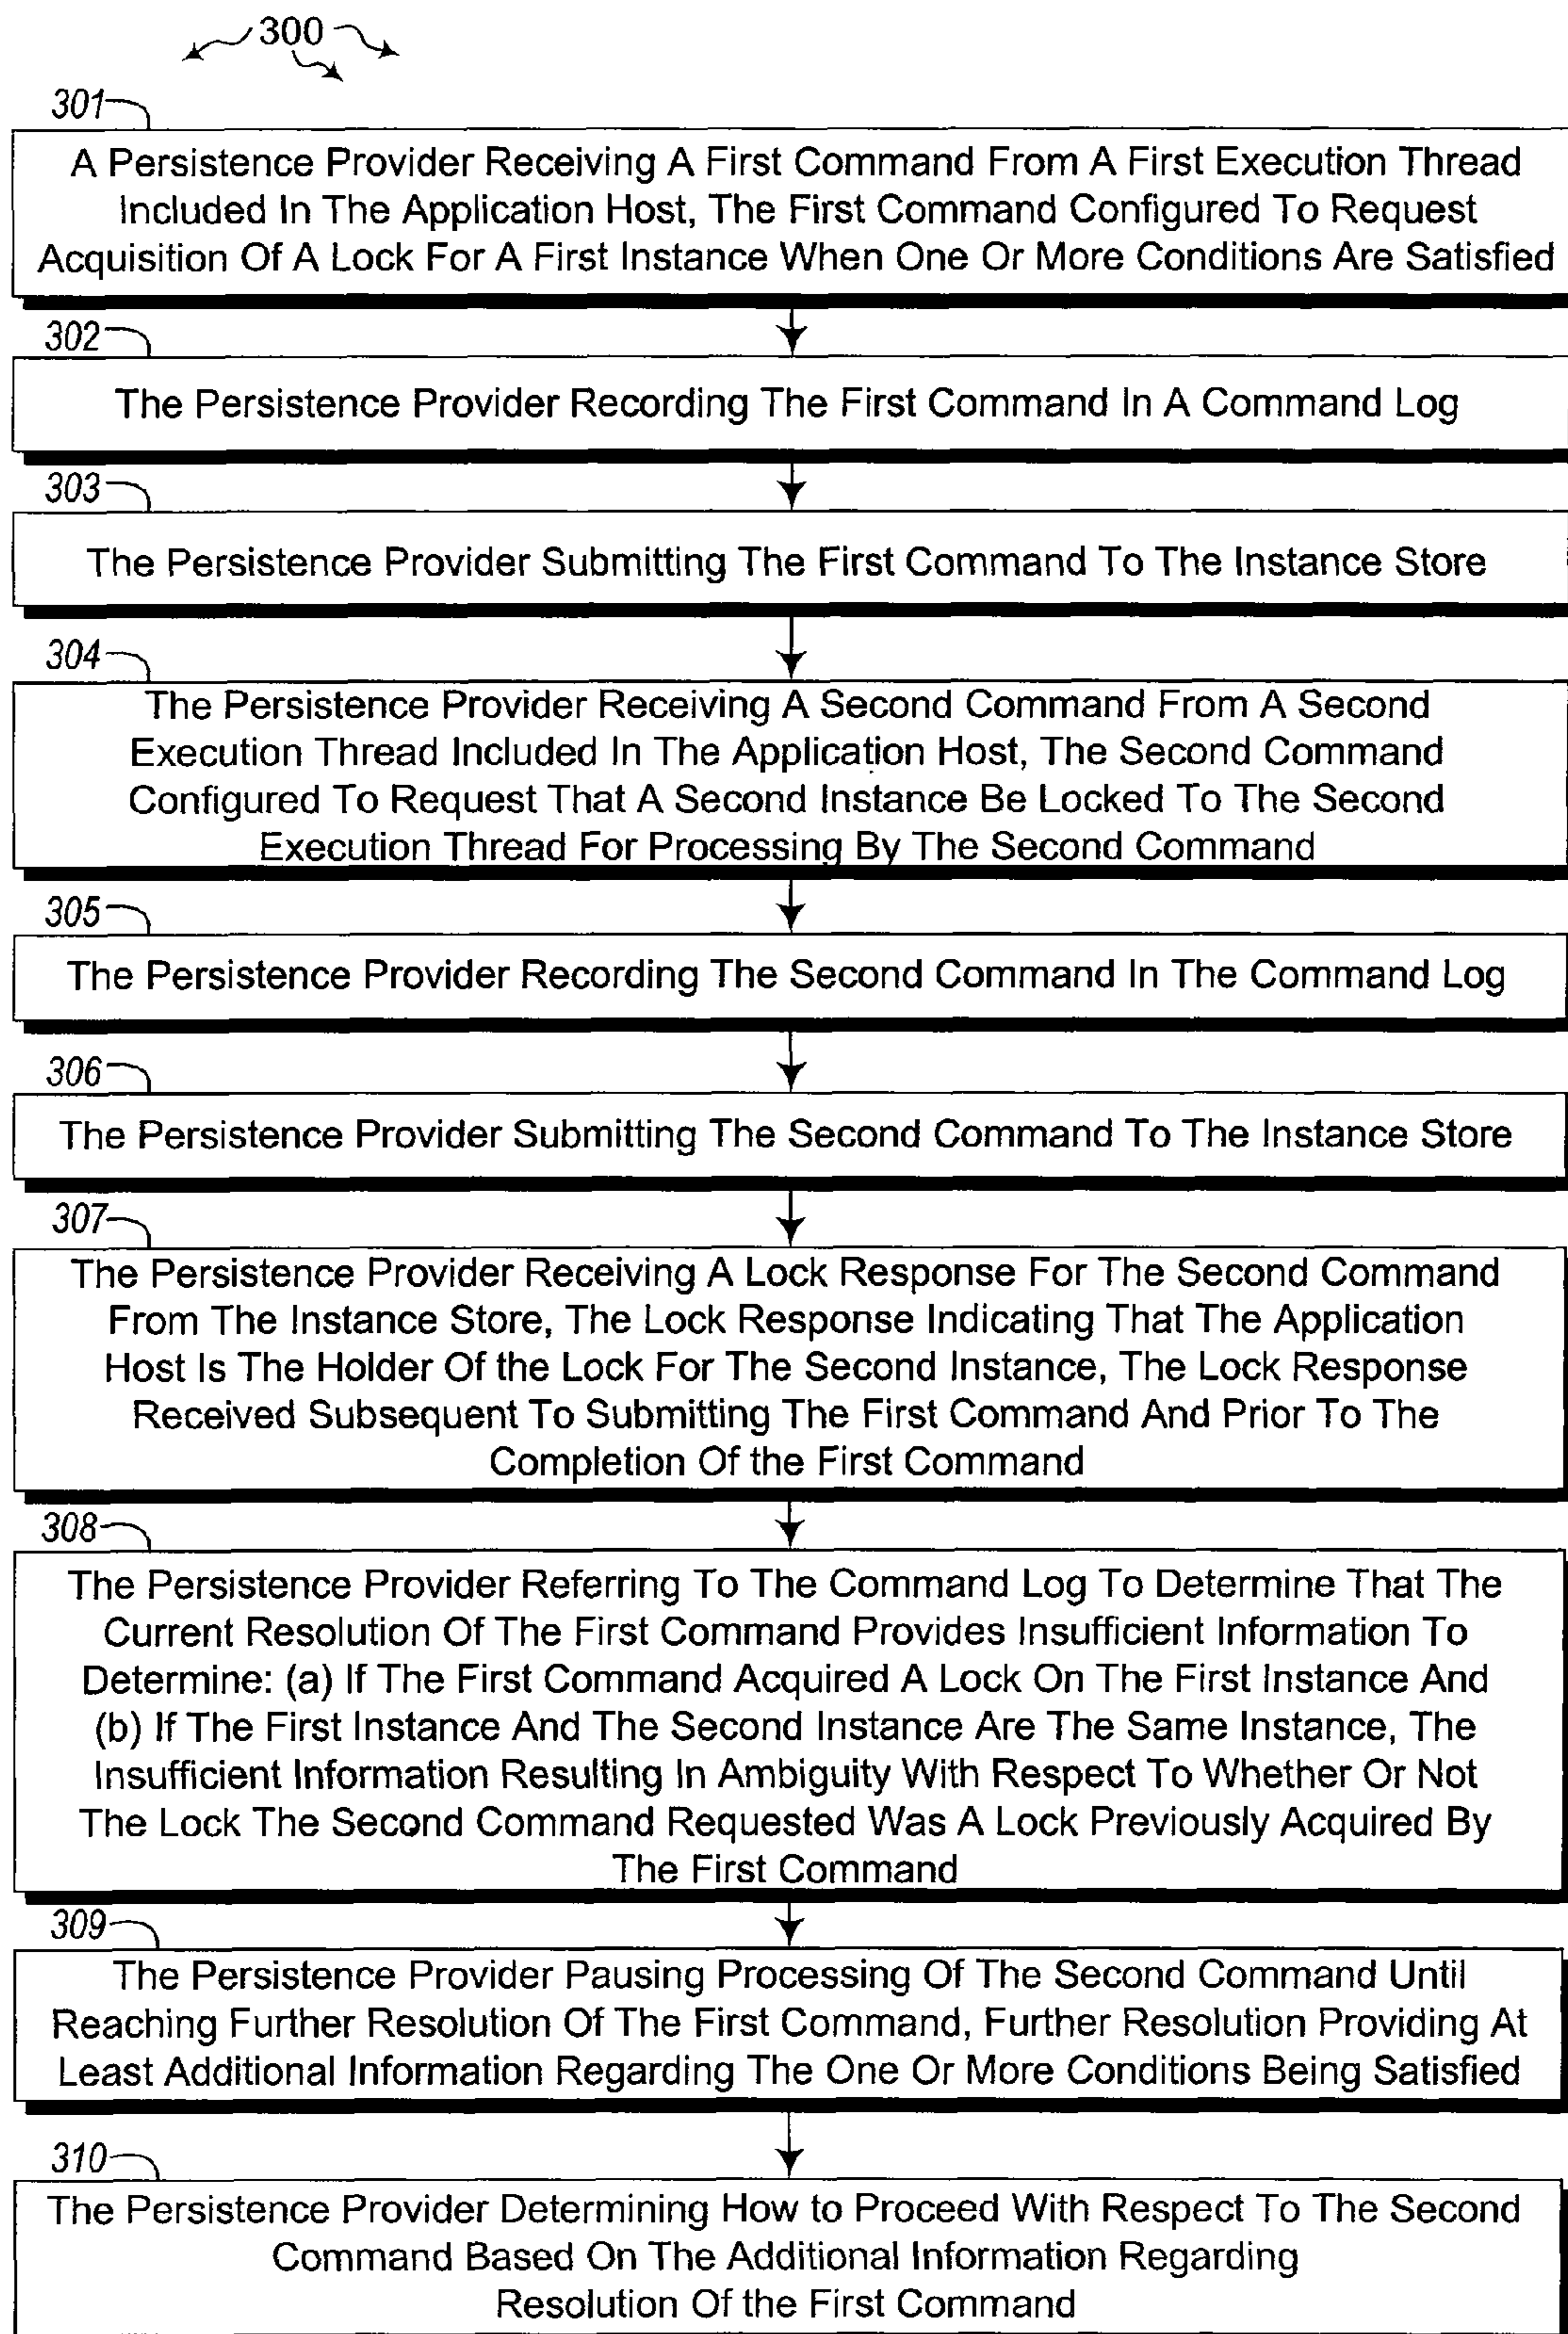 300
301
A Persistence Provider Receiving A First Command From A First Execution Thread
Included In The Application Host, The First Command Configured To Request
Acquisition Of A Lock For A First Instance When One Or More Conditions Are Satisfied
302
The Persistence Provider Recording The First Command In A Command Log
303
The Persistence Provider Submitting The First Command To The Instance Store
304
The Persistence Provider Receiving A Second Command From A Second
Execution Thread Included In The Application Host, The Second Command
Configured To Request That A Second Instance Be Locked To The Second
Execution Thread For Processing By The Second Command
305
The Persistence Provider Recording The Second Command In The Command Log
306
The Persistence Provider Submitting The Second Command To The Instance Store
307
The Persistence Provider Receiving A Lock Response For The Second Command
From The Instance Store, The Lock Response Indicating That The Application
Host Is The Holder Of the Lock For The Second Instance, The Lock Response
Received Subsequent To Submitting The First Command And Prior To The
Completion Of the First Command
308
The Persistence Provider Referring To The Command Log To Determine That The
Current Resolution Of The First Command Provides Insufficient Information To
Determine: (a) If The First Command Acquired A Lock On The First Instance And
(b) If The First Instance And The Second Instance Are The Same Instance, The
Insufficient Information Resulting In Ambiguity With Respect To Whether Or Not
The Lock The Second Command Requested Was A Lock Previously Acquired By
The First Command
309
The Persistence Provider Pausing Processing Of The Second Command Until
Reaching Further Resolution Of The First Command, Further Resolution Providing At
Least Additional Information Regarding The One Or More Conditions Being Satisfied
310
The Persistence Provider Determining How to Proceed With Respect To The Second
Command Based On The Additional Information Regarding
Resolution Of the First Command